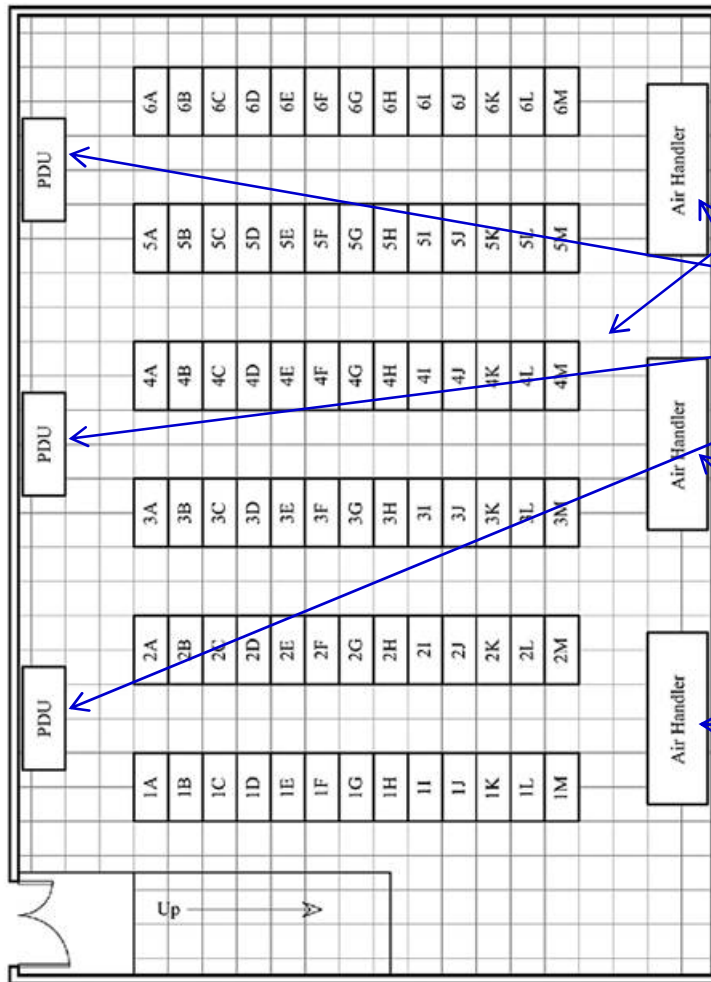 6A 6B 6C 6D 6E 6F 6G 6H 6I 6J 6K 6L 6M
PDU
Air Handler
5A 5B 5C 5D 5E 5F 5G 5H 5I 5J 5K 5L 5M
4A 4B 4C 4D 4E 4F 4G 4H 4I 4J 4K 4L 4M
PDU
Air Handler
3A 3B 3C 3D 3E 3F 3G 3H 3I 3J 3K 3L 3M
2A 2B 2C 2D 2E 2F 2G 2H 2I 2J 2K 2L 2M
PDU
Air Handler
1A 1B 1C 1D 1E 1F 1G 1H 1I 1J 1K 1L 1M
Up